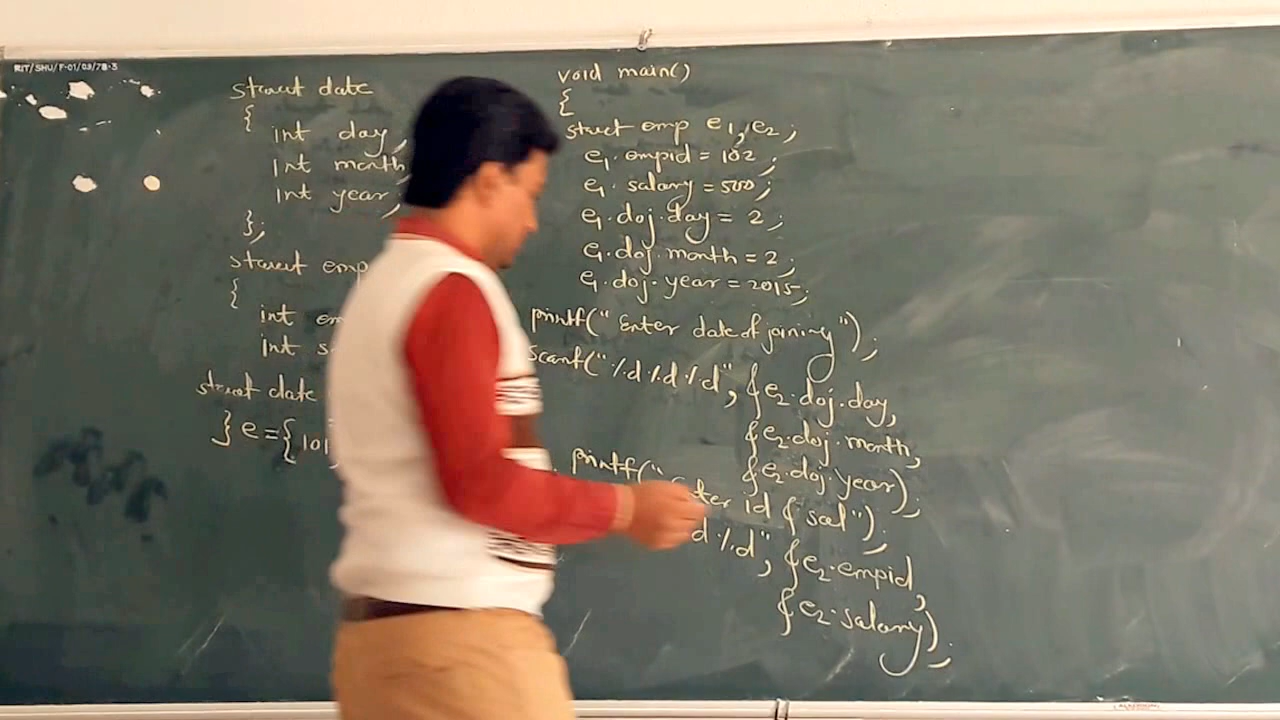 RIT/SHU/F-01/03/78-3
struct date
{
int day,
int month
int year;
};
struct emp
{
int em
int s
struct date
} e = {101,
void main()
{
struct emp e1, e2;
e1.empid = 102;
e1.salary = 500;
e1.doj.day = 2;
e1.doj.month = 2;
e1.doj.year = 2015;
printf("Enter date of joining");
scanf("%d%d%d", &e2.doj.day,
&e2.doj.month,
&e2.doj.year);
printf("Enter id & sal");
d%d", &e2.empid,
&e2.salary);